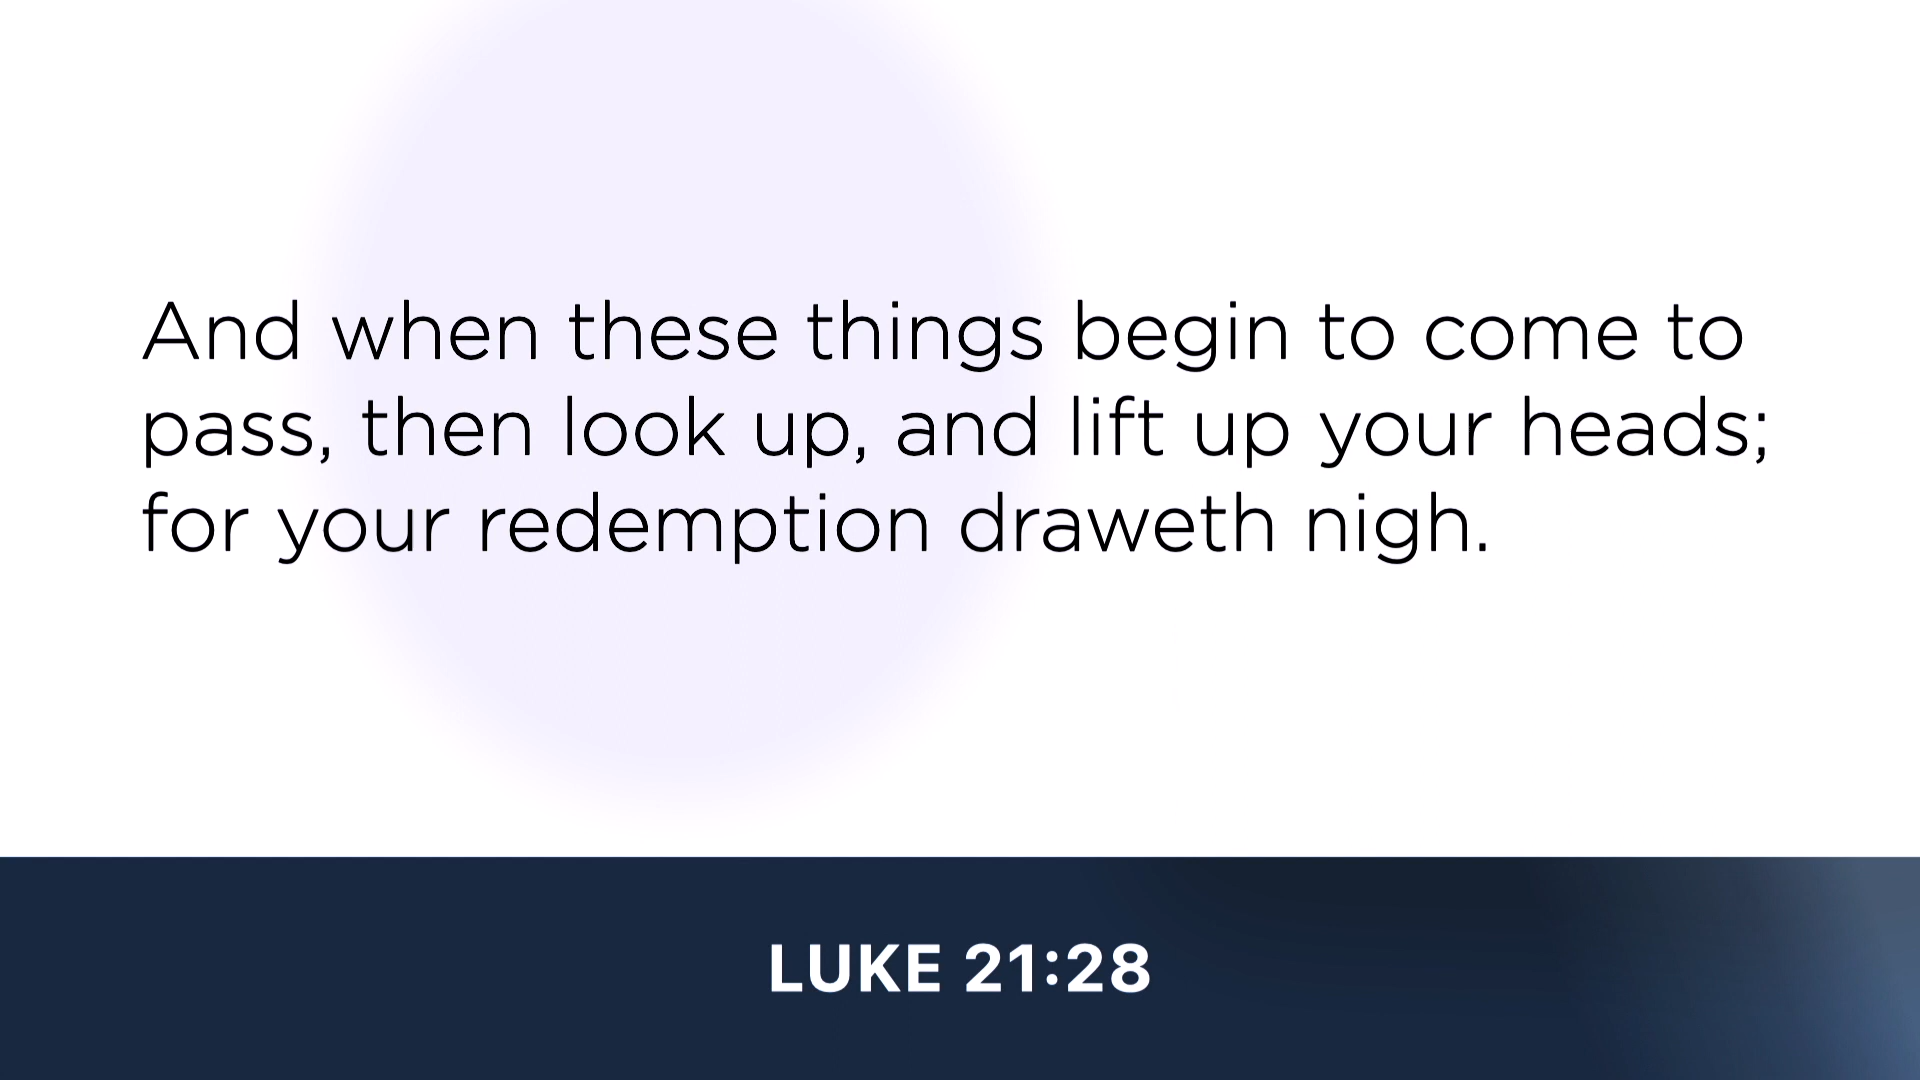 And when these things begin to come to
pass, then look up, and lift up your heads;
for your redemption draweth nigh.
LUKE 21:28